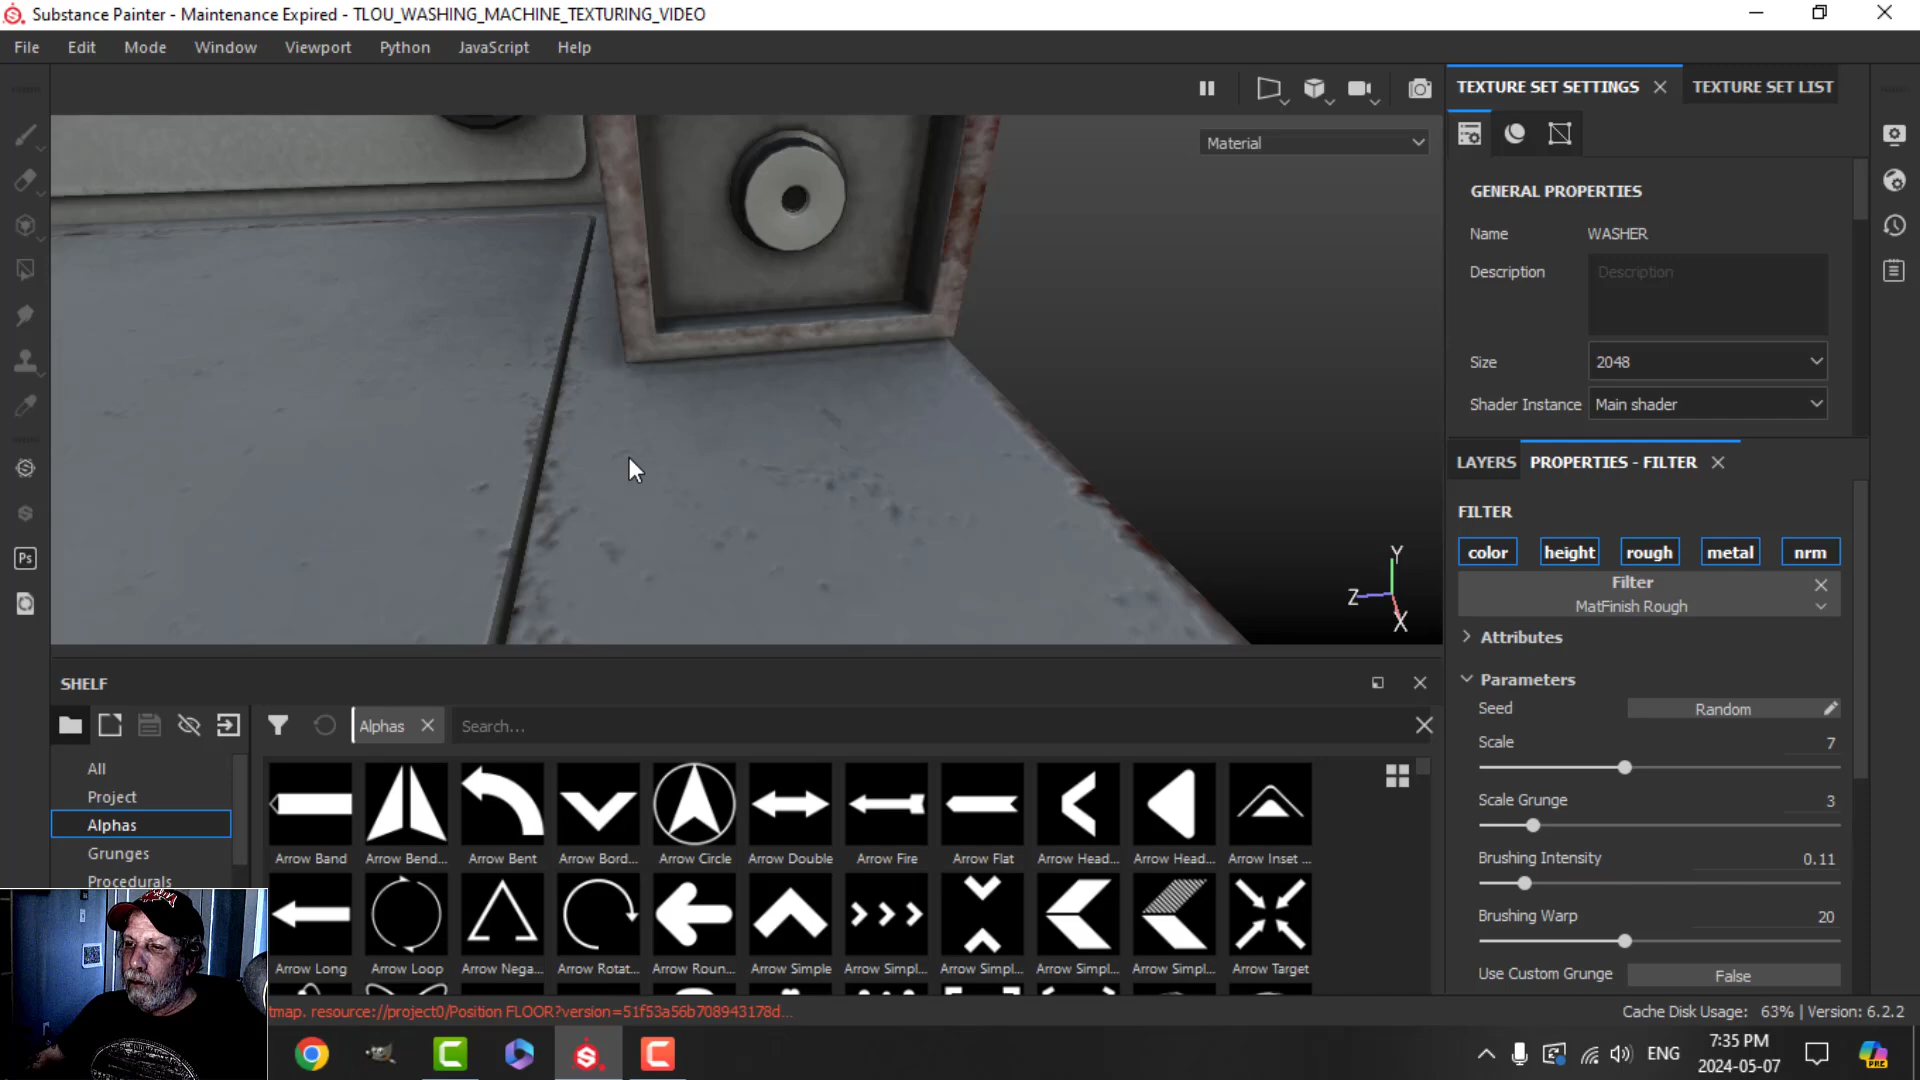 Substance Painter - Maintenance Expired - TLOU_WASHING_MACHINE_TEXTURING_VIDEO
File Edit Mode Window Viewport Python JavaScript Help
Material
TEXTURE SET SETTINGS TEXTURE SET LIST
GENERAL PROPERTIES
Name WASHER
Description Description
Size 2048
Shader Instance Main shader
LAYERS PROPERTIES - FILTER
FILTER
color height rough metal nrm
Filter
MatFinish Rough
Attributes
Parameters
Seed Random
Scale 7
Scale Grunge 3
Brushing Intensity 0.11
Brushing Warp 20
Use Custom Grunge False
Y
Z
X
Ps
SHELF
Alphas Search...
All
Project
Alphas
Grunges
Procedurals
Arrow Band Arrow Bend... Arrow Bent Arrow Bord... Arrow Circle Arrow Double Arrow Fire Arrow Flat Arrow Head... Arrow Head... Arrow Inset ...
Arrow Long Arrow Loop Arrow Nega... Arrow Rotat... Arrow Roun... Arrow Simple Arrow Simpl... Arrow Simpl... Arrow Simpl... Arrow Simpl... Arrow Target
tmap. resource://project0/Position FLOOR?version=51f53a56b708943178d...
Cache Disk Usage: 63% | Version: 6.2.2
ENG
7:35 PM
2024-05-07
PRE